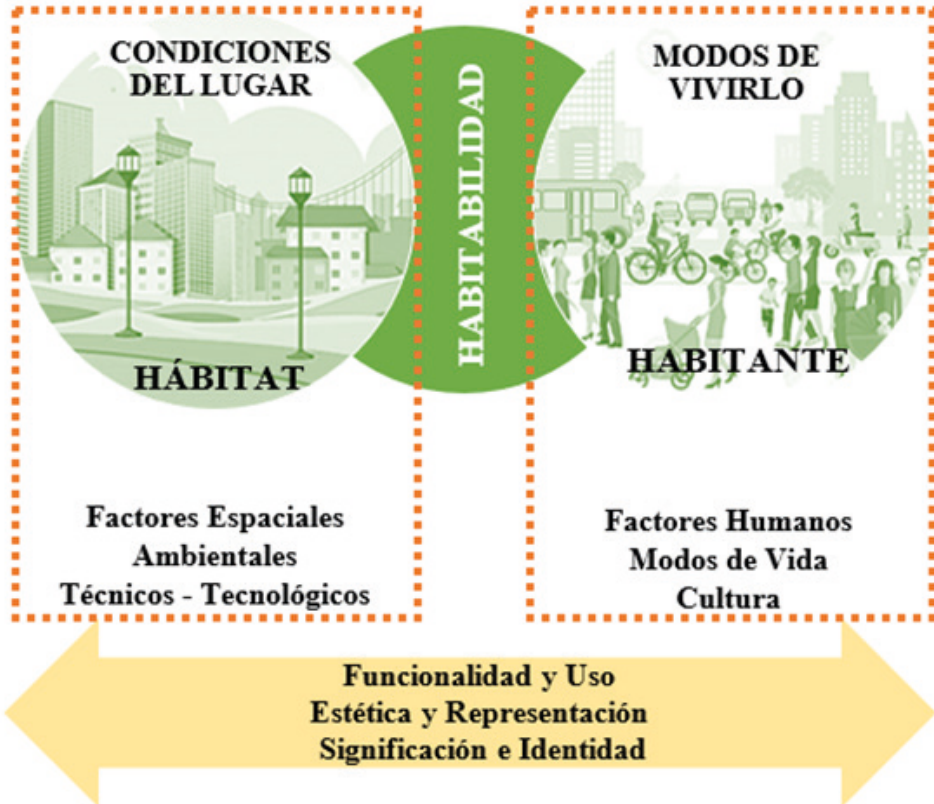 CONDICIONES
DEL LUGAR
HÁBITAT
Factores Espaciales
Ambientales
Técnicos - Tecnológicos
HABITABILIDAD
MODOS DE
VIVIRLO
HABITANTE
Factores Humanos
Modos de Vida
Cultura
Funcionalidad y Uso
Estética y Representación
Significación e Identidad